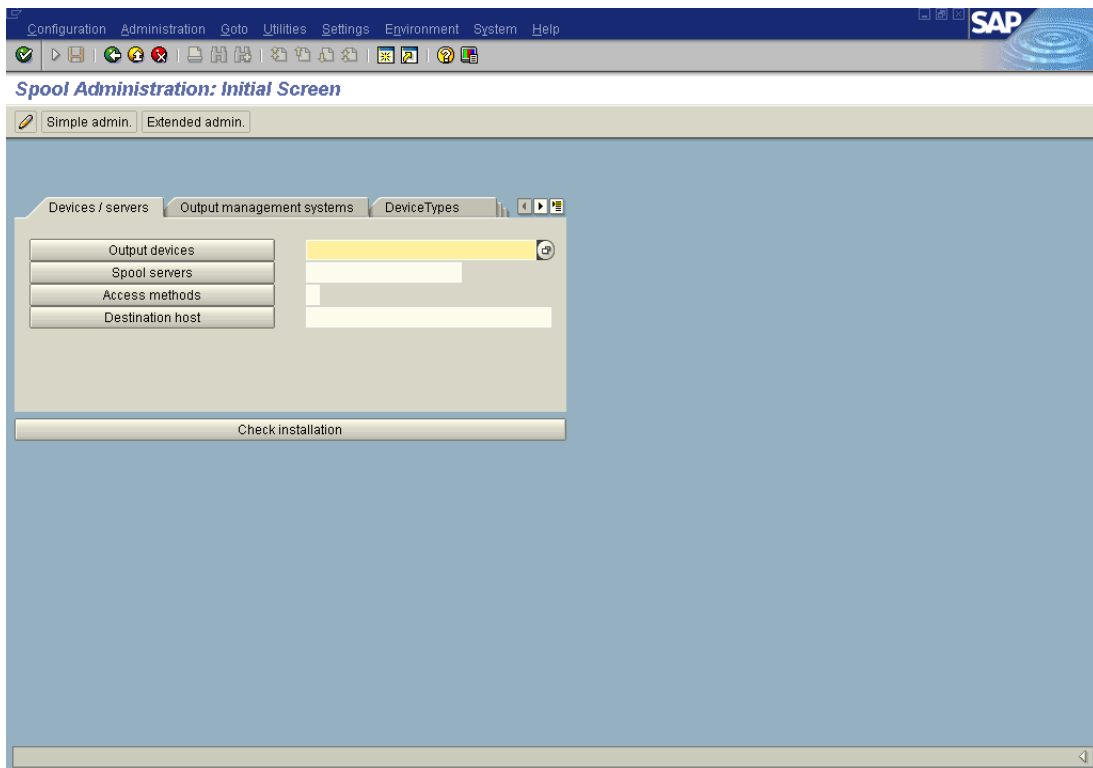 Configuration Administration Goto Utilities Settings Environment System Help
SAP
Spool Administration: Initial Screen
Simple admin. Extended admin.
Devices / servers Output management systems DeviceTypes
Output devices
Spool servers
Access methods
Destination host
Check installation